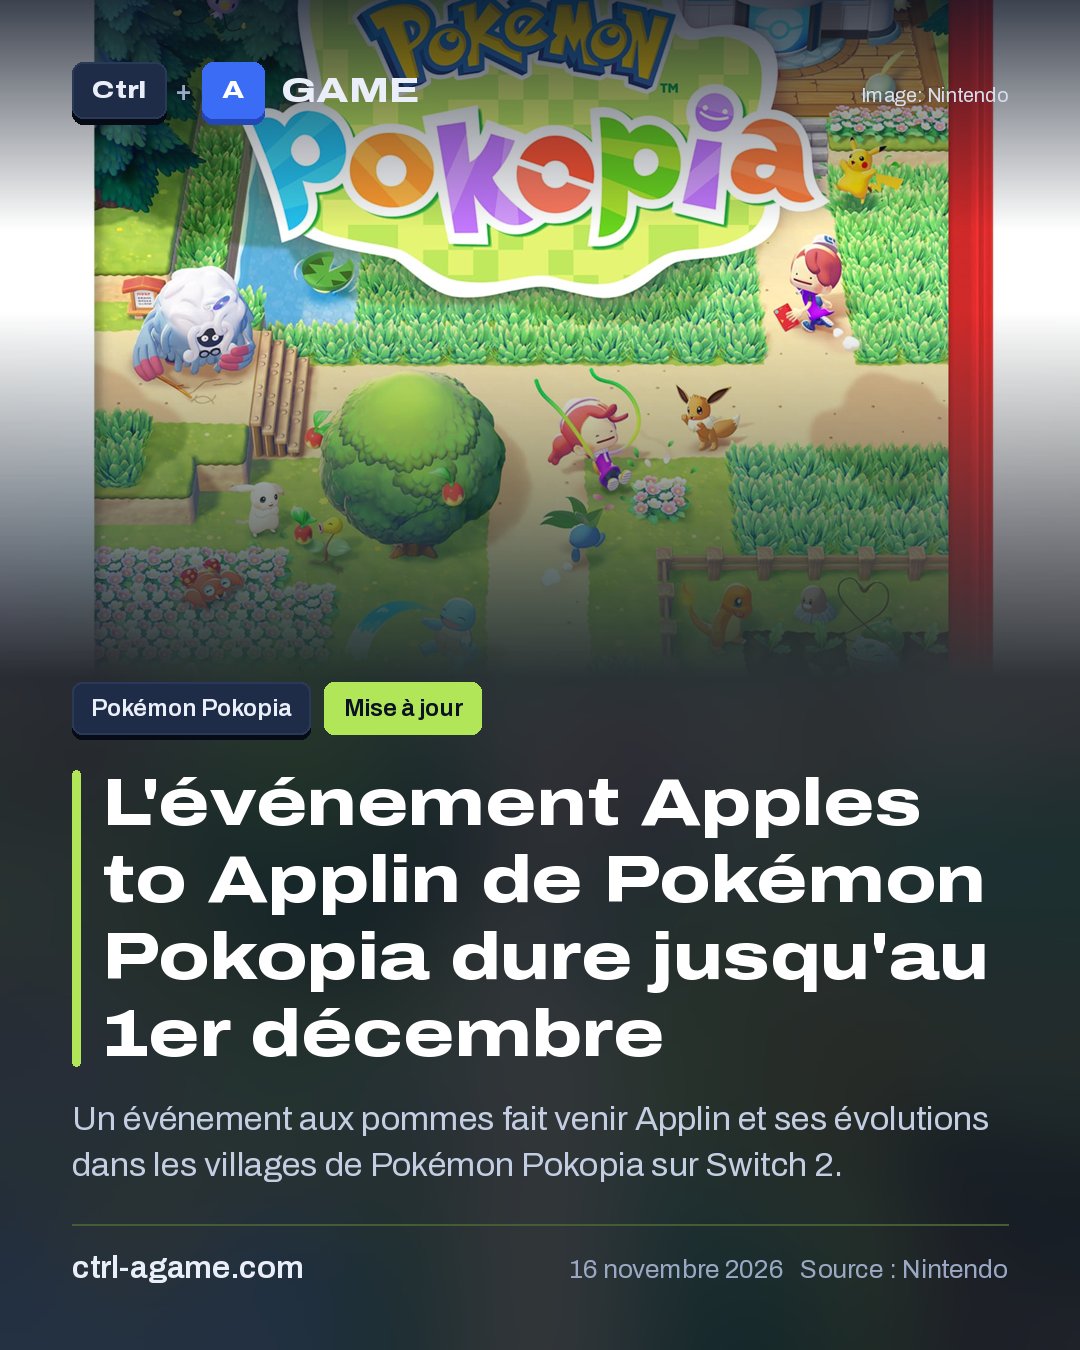 POKÉMON
Ctrl + A GAME
TM
Image: Nintendo
Pokopia
Pokémon Pokopia
Mise à jour
L'événement Apples
to Applin de Pokémon
Pokopia dure jusqu'au
1er décembre
Un événement aux pommes fait venir Applin et ses évolutions
dans les villages de Pokémon Pokopia sur Switch 2.
ctrl-agame.com
16 novembre 2026 Source : Nintendo